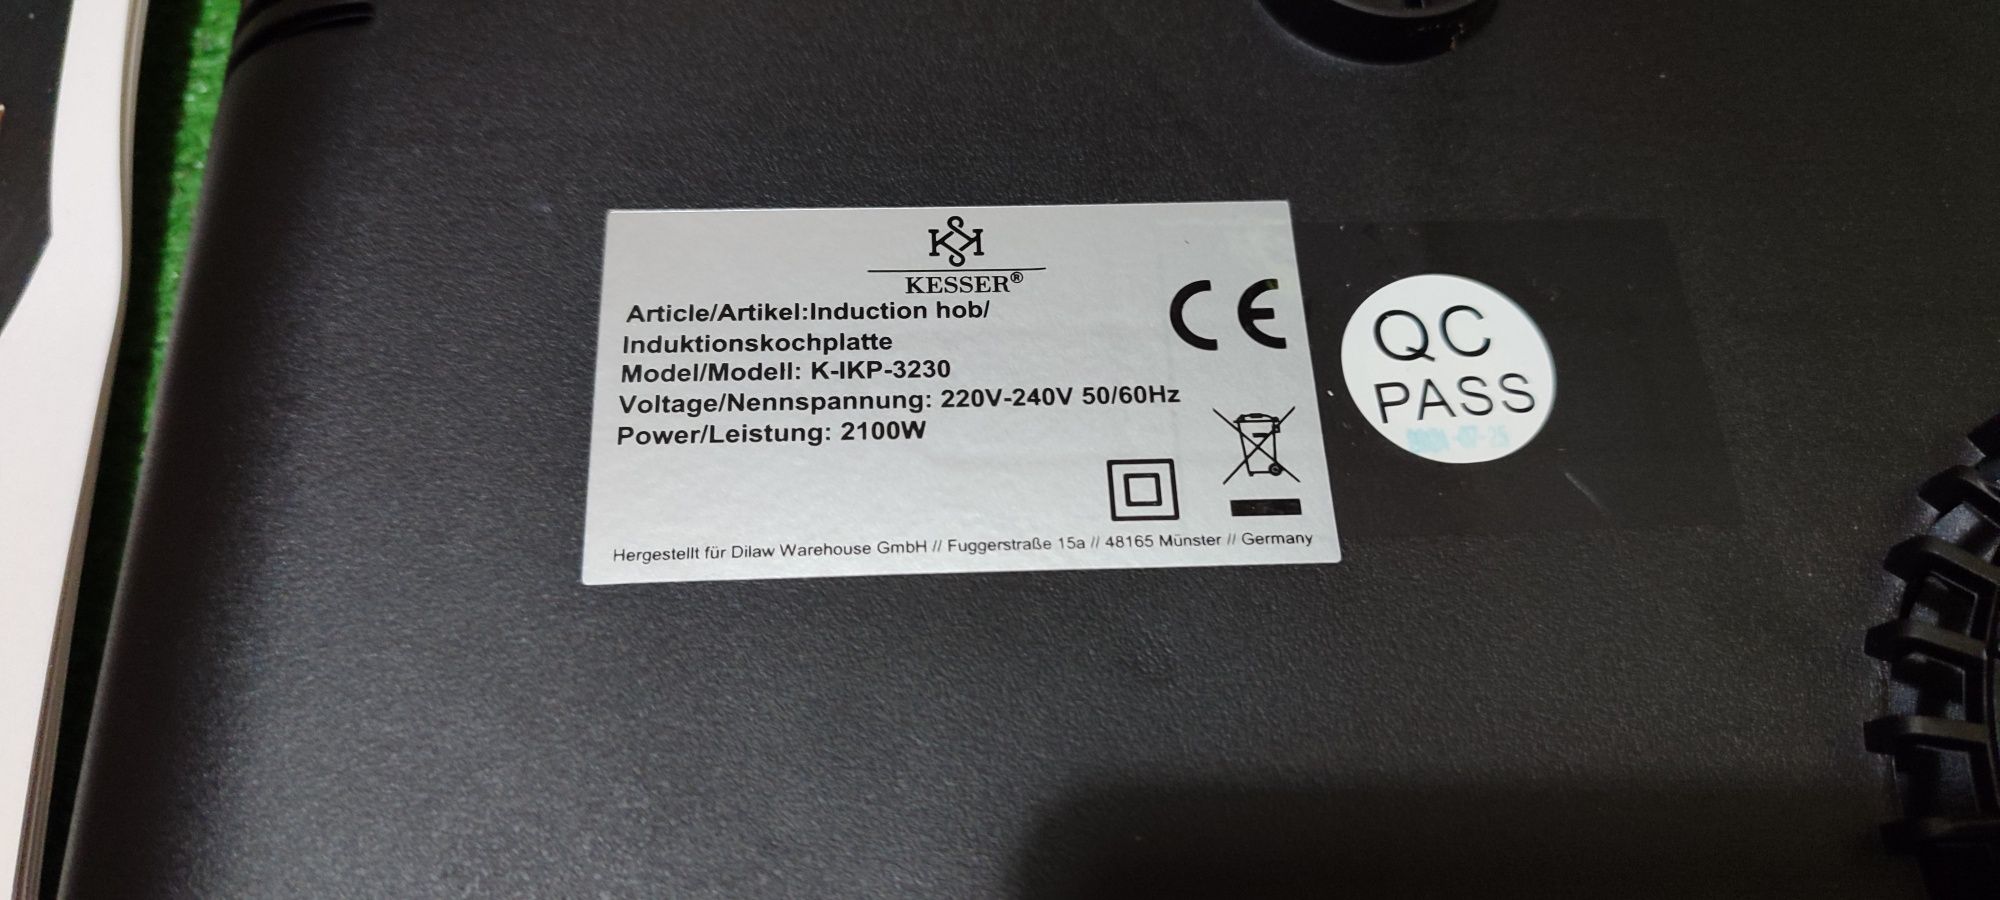 KESSER®
Article/Artikel:Induction hob/
Induktionskochplatte
Model/Modell: K-IKP-3230
Voltage/Nennspannung: 220V-240V 50/60Hz
Power/Leistung: 2100W
CE
Hergestellt für Dilaw Warehouse GmbH // Fuggerstraße 15a // 48165 Münster // Germany
QC
PASS